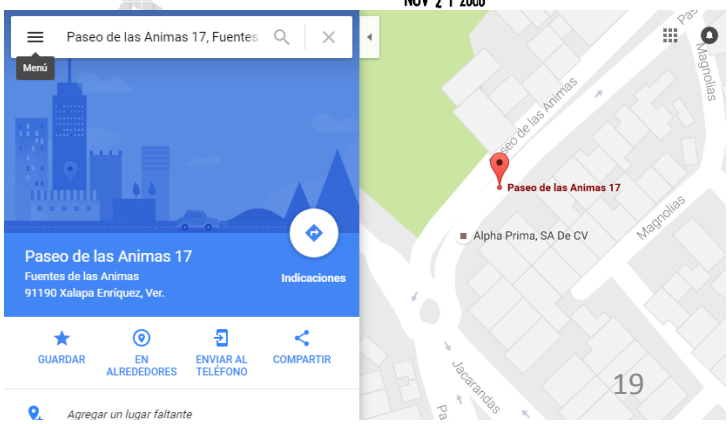 NOV 2 1 2006
Paseo de las Animas 17, Fuentes
Menú
Paseo de las Animas 17
Fuentes de las Animas
91190 Xalapa Enríquez, Ver.
Indicaciones
GUARDAR
EN ALREDEDORES
ENVIAR AL TELÉFONO
COMPARTIR
Agregar un lugar faltante
Paseo de las Animas
Magnolias
Paseo de las Animas 17
Alpha Prima, SA De CV
Magnolias
Jacarandas
19